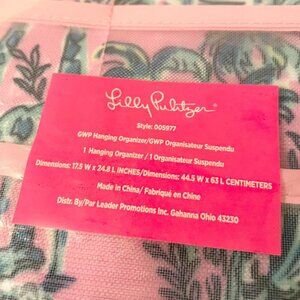 Lilly Pulitzer
Style: 005977
GWP Hanging Organizer/GWP Organisateur Suspendu
1 Hanging Organizer / 1 Organisateur Suspendu
Dimensions: 17.5 W x 24.8 L INCHES/Dimensions: 44.5 W x 63 L CENTIMETERS
Made in China/ Fabriqué en China
Distr. By/Par Leader Promotions Inc. Gahanna Ohio 43230